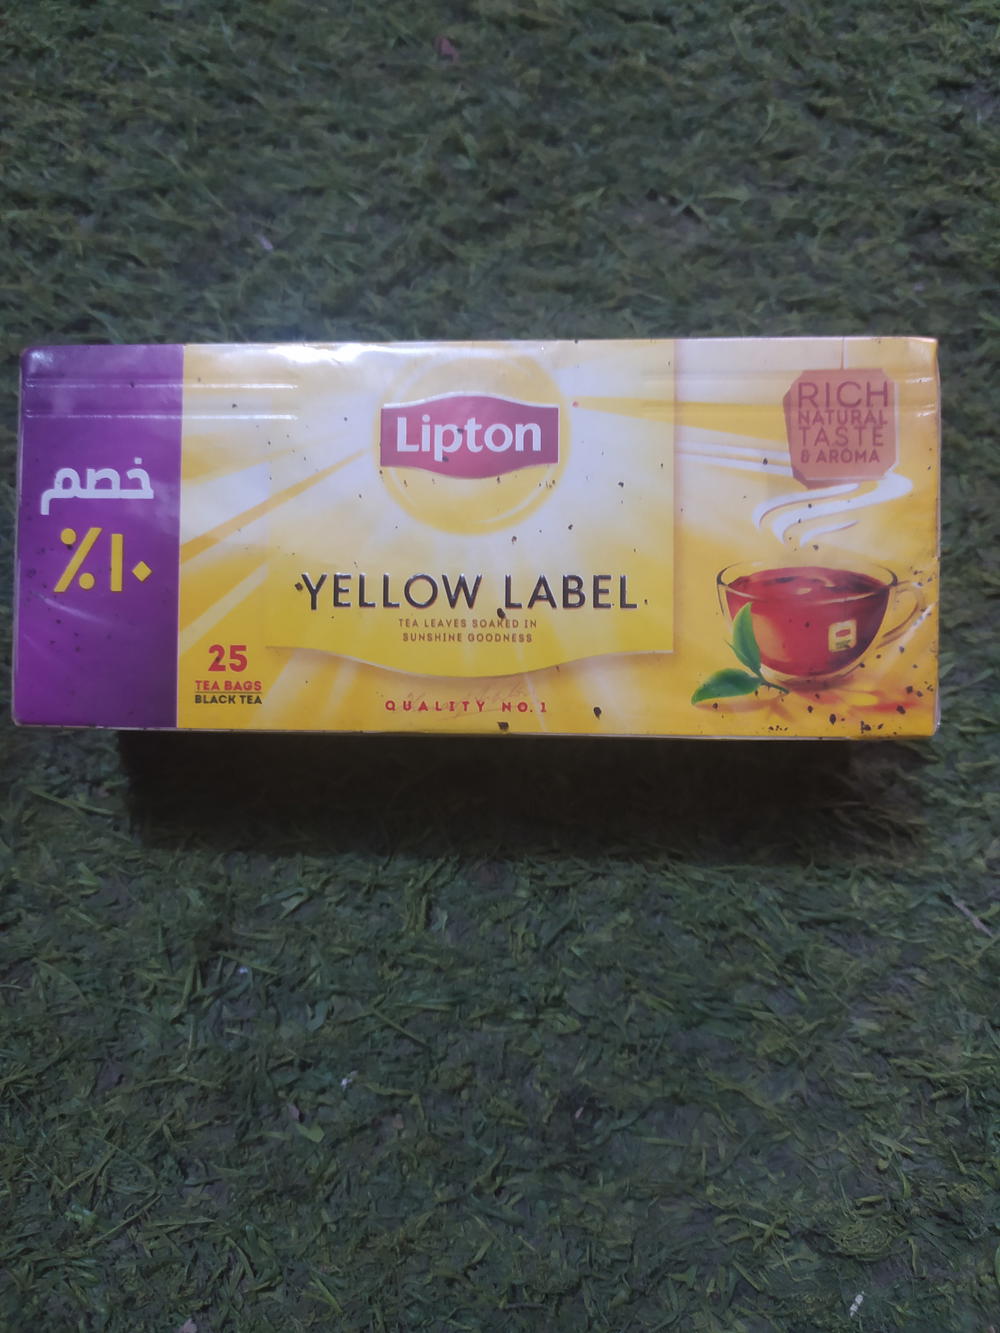 خصم
١٠٪
Lipton
YELLOW LABEL
TEA LEAVES SOAKED IN
SUNSHINE GOODNESS
25
TEA BAGS
BLACK TEA
QUALITY NO.1
RICH
NATURAL
TASTE
& AROMA